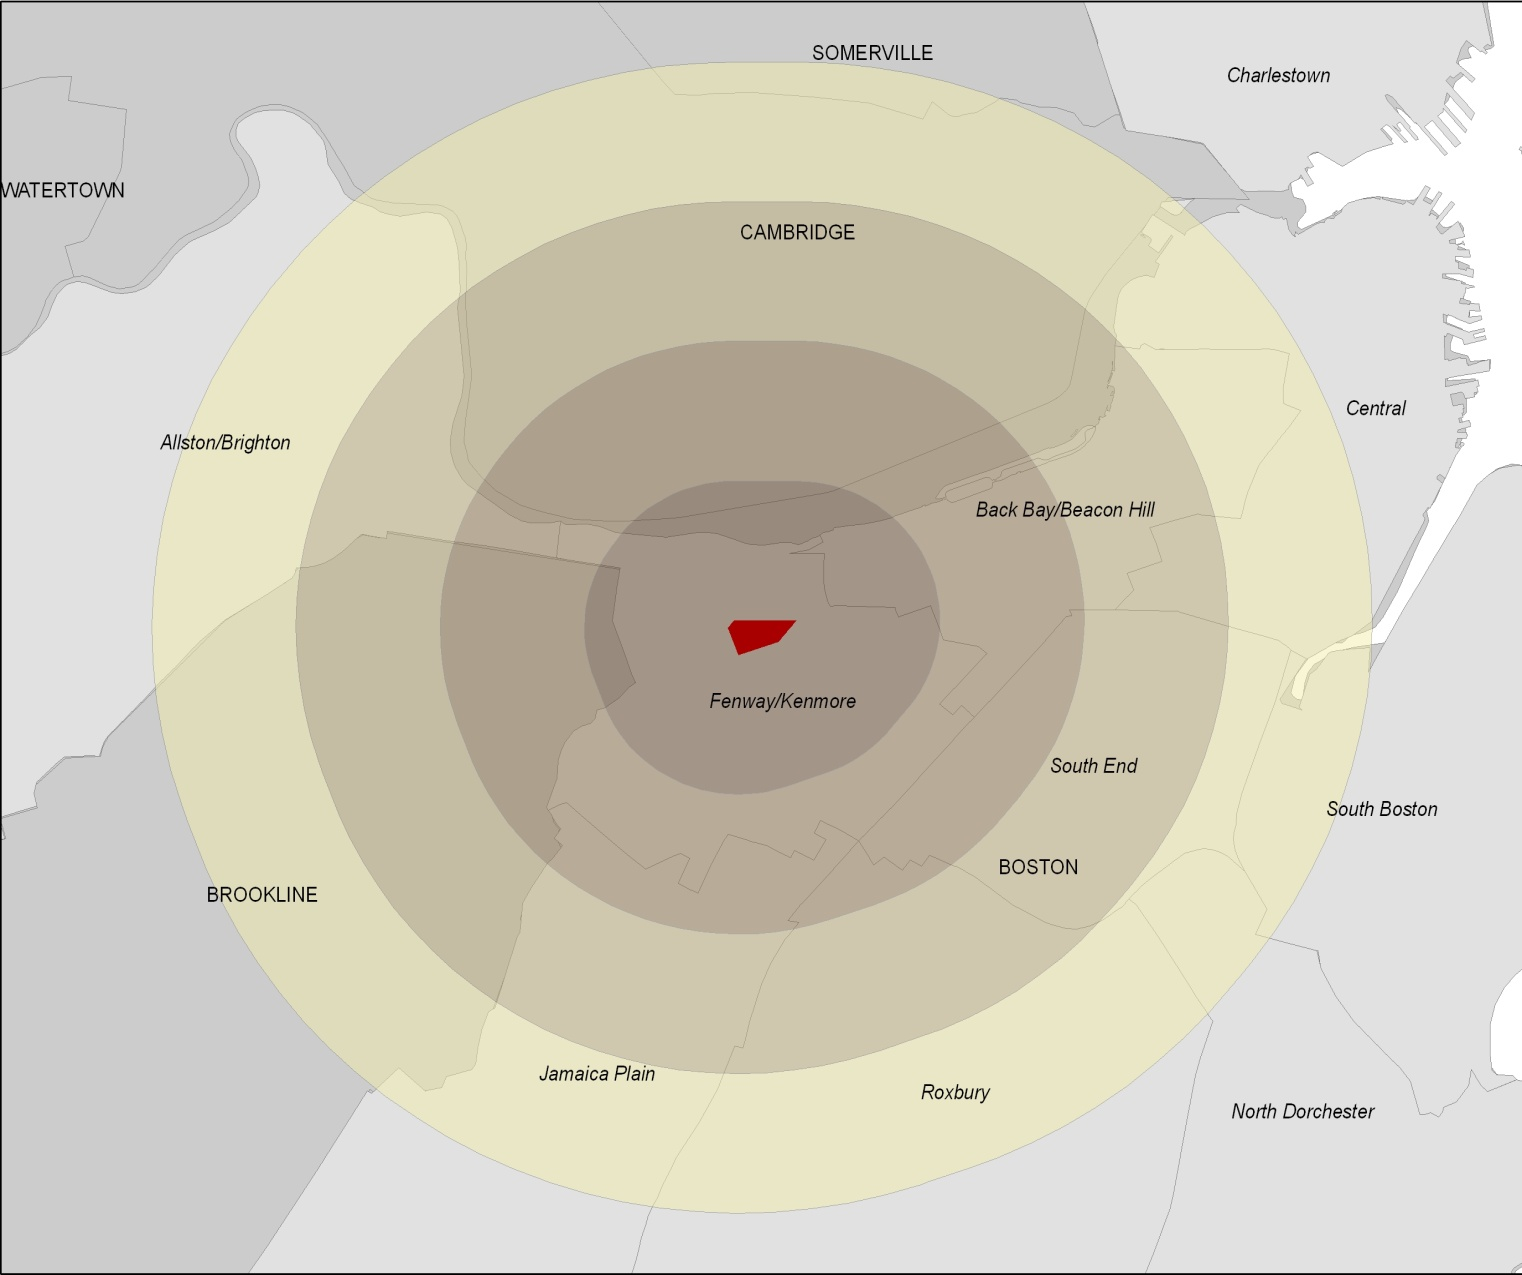 SOMERVILLE
Charlestown
WATERTOWN
CAMBRIDGE
Central
Allston/Brighton
Back Bay/Beacon Hill
Fenway/Kenmore
South End
South Boston
BOSTON
BROOKLINE
Jamaica Plain
Roxbury
North Dorchester